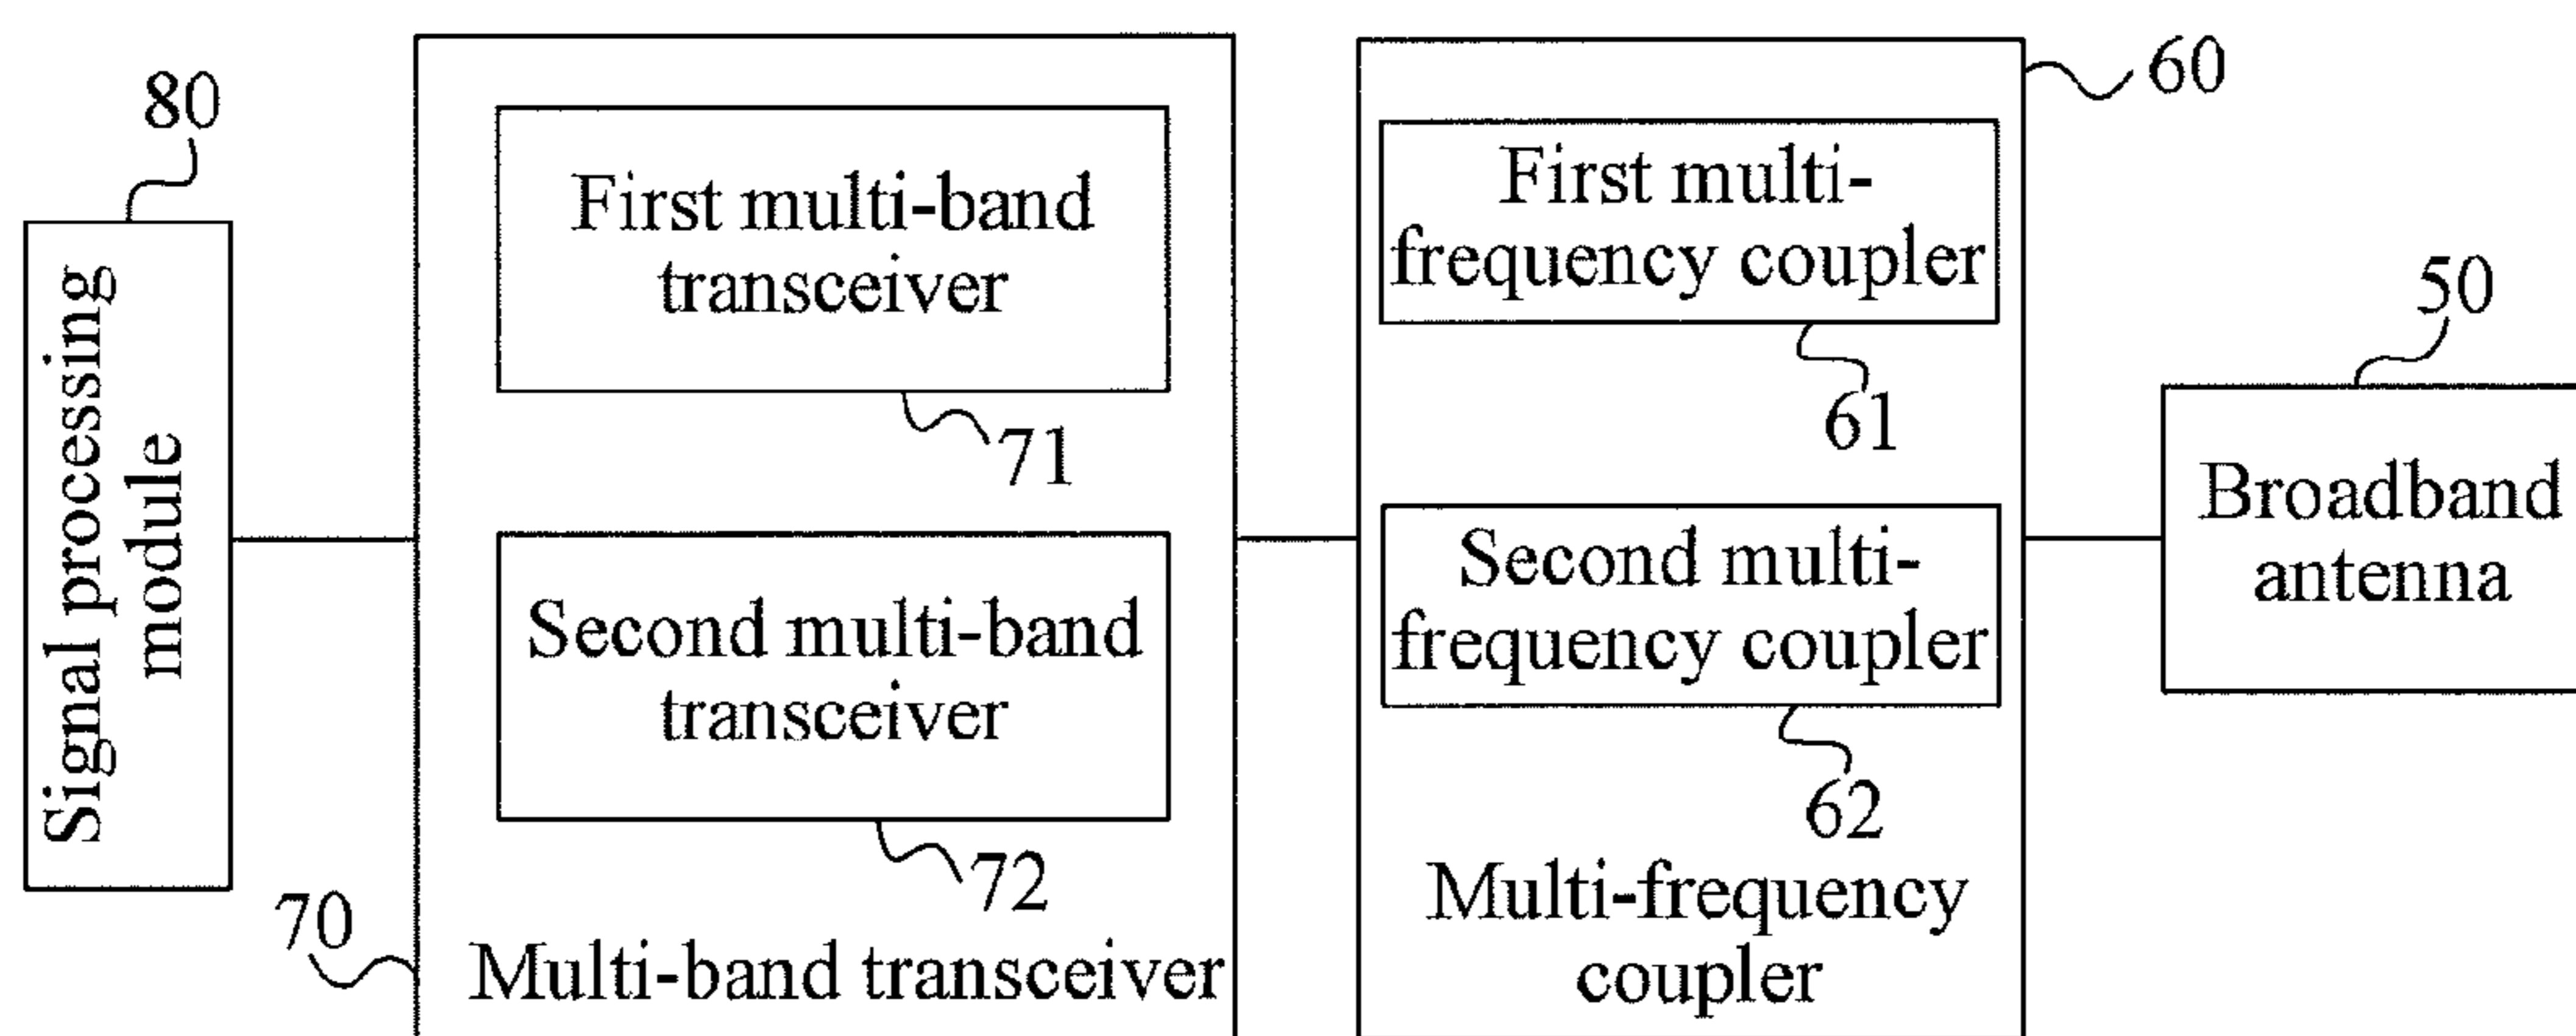 80
Signal processing
module
First multi-band
transceiver
71
Second multi-band
transceiver
72
70
Multi-band transceiver
60
First multi-
frequency coupler
61
Second multi-
frequency coupler
62
Multi-frequency
coupler
50
Broadband
antenna